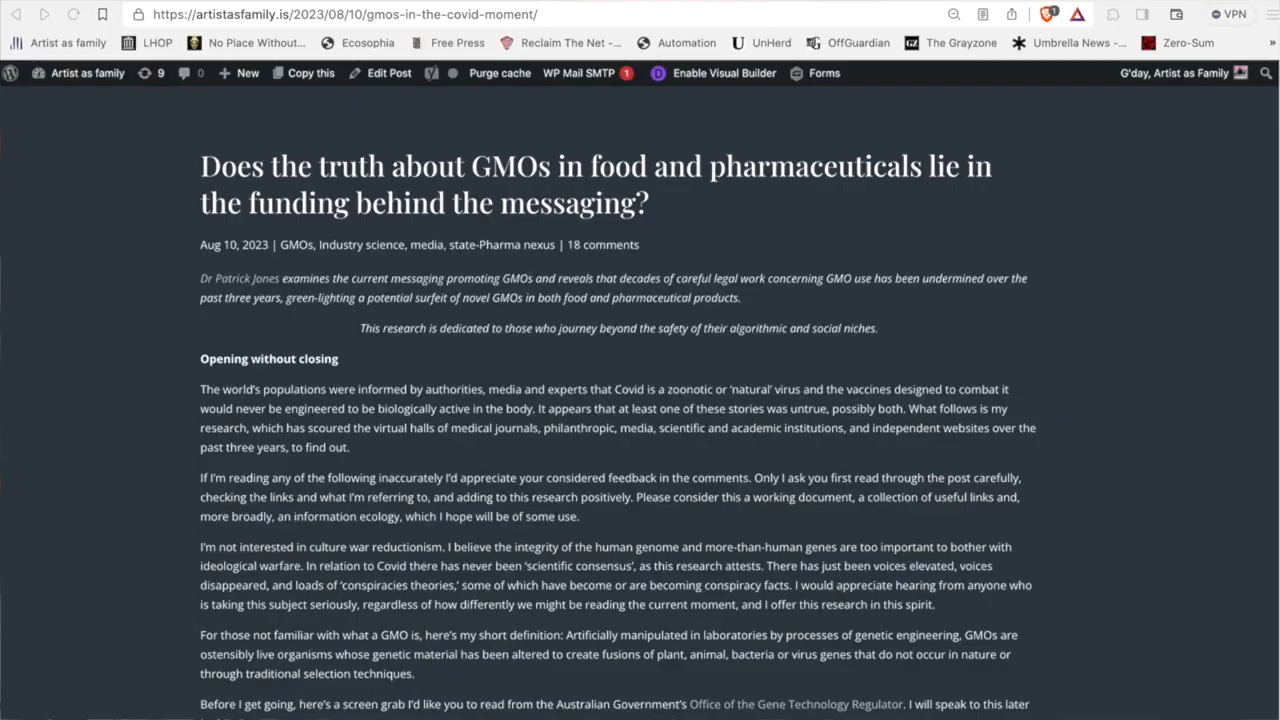 https://artistasfamily.is/2023/08/10/gmos-in-the-covid-moment/
1
VPN
Artist as family LHOP No Place Without... Ecosophia Free Press Reclaim The Net -... Automation UnHerd OffGuardian The Grayzone Umbrella News -... Zero-Sum »
Artist as family 9 0 New Copy this Edit Post Purge cache WP Mail SMTP 1 D Enable Visual Builder Forms G'day, Artist as Family
Does the truth about GMOs in food and pharmaceuticals lie in
the funding behind the messaging?
Aug 10, 2023 | GMOs, Industry science, media, state-Pharma nexus | 18 comments
Dr Patrick Jones examines the current messaging promoting GMOs and reveals that decades of careful legal work concerning GMO use has been undermined over the
past three years, green-lighting a potential surfeit of novel GMOs in both food and pharmaceutical products.
This research is dedicated to those who journey beyond the safety of their algorithmic and social niches.
Opening without closing
The world's populations were informed by authorities, media and experts that Covid is a zoonotic or 'natural' virus and the vaccines designed to combat it
would never be engineered to be biologically active in the body. It appears that at least one of these stories was untrue, possibly both. What follows is my
research, which has scoured the virtual halls of medical journals, philanthropic, media, scientific and academic institutions, and independent websites over the
past three years, to find out.
If I'm reading any of the following inaccurately I'd appreciate your considered feedback in the comments. Only I ask you first read through the post carefully,
checking the links and what I'm referring to, and adding to this research positively. Please consider this a working document, a collection of useful links and,
more broadly, an information ecology, which I hope will be of some use.
I'm not interested in culture war reductionism. I believe the integrity of the human genome and more-than-human genes are too important to bother with
ideological warfare. In relation to Covid there has never been 'scientific consensus', as this research attests. There has just been voices elevated, voices
disappeared, and loads of 'conspiracies theories,' some of which have become or are becoming conspiracy facts. I would appreciate hearing from anyone who
is taking this subject seriously, regardless of how differently we might be reading the current moment, and I offer this research in this spirit.
For those not familiar with what a GMO is, here's my short definition: Artificially manipulated in laboratories by processes of genetic engineering, GMOs are
ostensibly live organisms whose genetic material has been altered to create fusions of plant, animal, bacteria or virus genes that do not occur in nature or
through traditional selection techniques.
Before I get going, here's a screen grab I'd like you to read from the Australian Government's Office of the Gene Technology Regulator. I will speak to this later